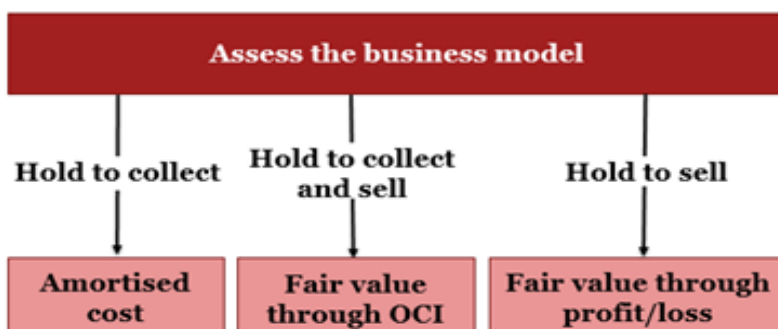 Assess the business model
Hold to collect
Hold to collect
and sell
Hold to sell
Amortised
cost
Fair value
through OCI
Fair value through
profit/loss